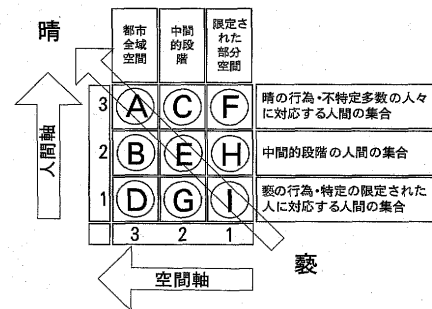 晴
都市
全域
空間
中間
的段
階
限定さ
れた
部分
空間
人間軸
3
A
C
F
晴の行為・不特定多数の人々
に対応する人間の集合
2
B
E
H
中間的段階の人間の集合
1
D
G
I
褻の行為・特定の限定された
人に対応する人間の集合
3
2
1
褻
空間軸